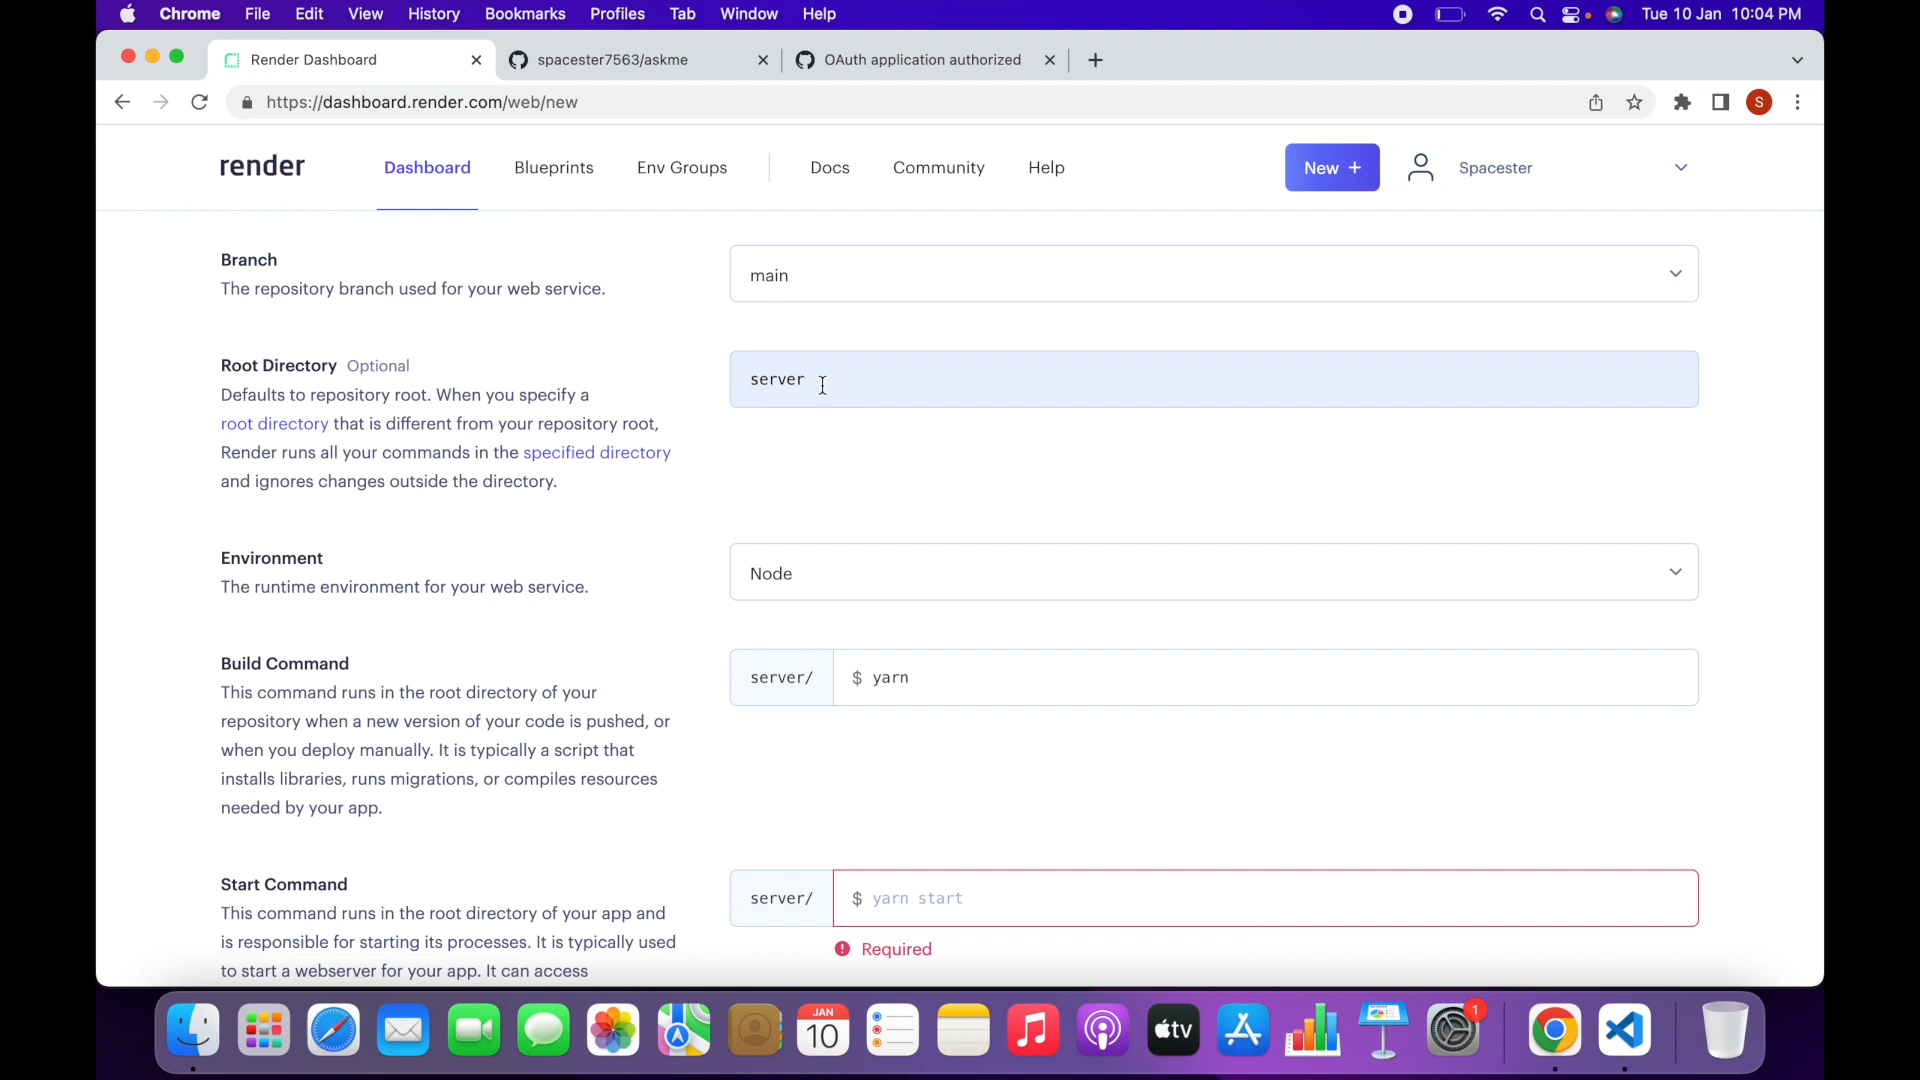 Chrome File Edit View History Bookmarks Profiles Tab Window Help Tue 10 Jan 10:04 PM
Render Dashboard spacester7563/askme OAuth application authorized
https://dashboard.render.com/web/new S
render Dashboard Blueprints Env Groups Docs Community Help New + Spacester
Branch
The repository branch used for your web service.
main
Root Directory Optional
Defaults to repository root. When you specify a
root directory that is different from your repository root,
Render runs all your commands in the specified directory
and ignores changes outside the directory.
server
Environment
The runtime environment for your web service.
Node
Build Command
This command runs in the root directory of your
repository when a new version of your code is pushed, or
when you deploy manually. It is typically a script that
installs libraries, runs migrations, or compiles resources
needed by your app.
server/ $ yarn
Start Command
This command runs in the root directory of your app and
is responsible for starting its processes. It is typically used
to start a webserver for your app. It can access
server/ $ yarn start
Required
JAN
10
tv
1